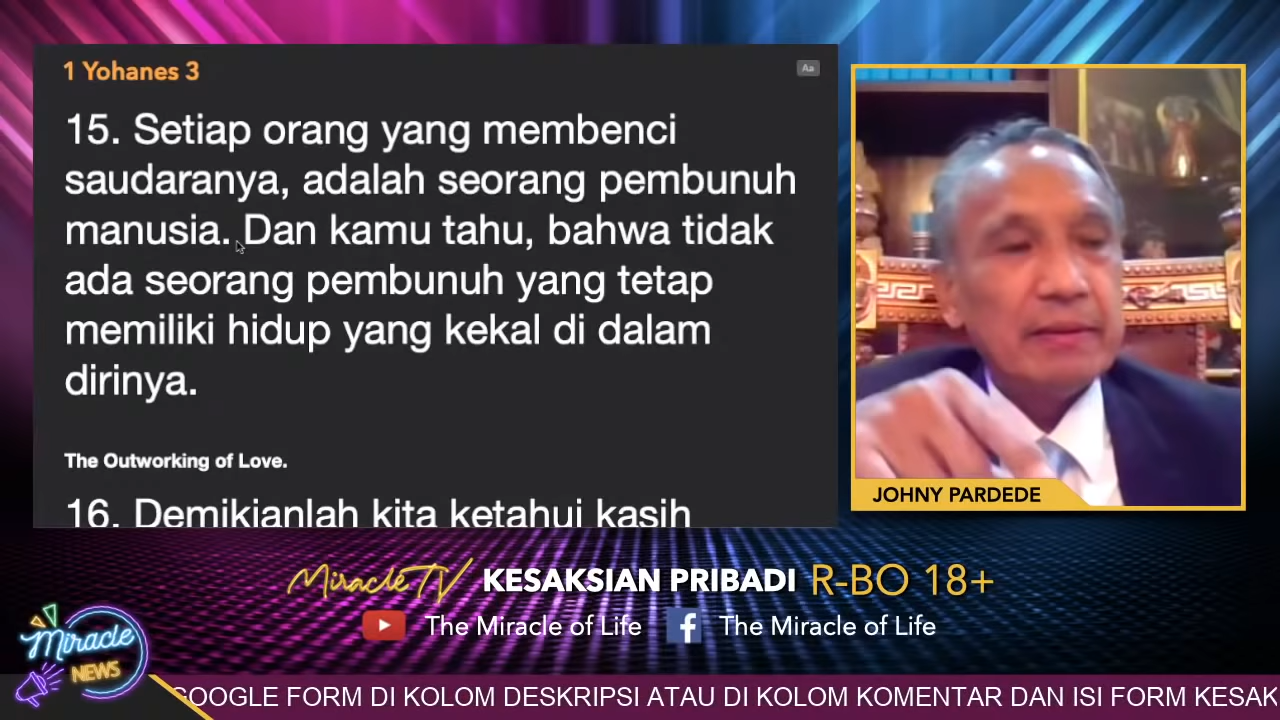 1 Yohanes 3
Aa
15. Setiap orang yang membenci
saudaranya, adalah seorang pembunuh
manusia. Dan kamu tahu, bahwa tidak
ada seorang pembunuh yang tetap
memiliki hidup yang kekal di dalam
dirinya.
The Outworking of Love.
16. Demikianlah kita ketahui kasih
JOHNY PARDEDE
Miracle TV KESAKSIAN PRIBADI R-BO 18+
The Miracle of Life f The Miracle of Life
Miracle
NEWS
GOOGLE FORM DI KOLOM DESKRIPSI ATAU DI KOLOM KOMENTAR DAN ISI FORM KESAK